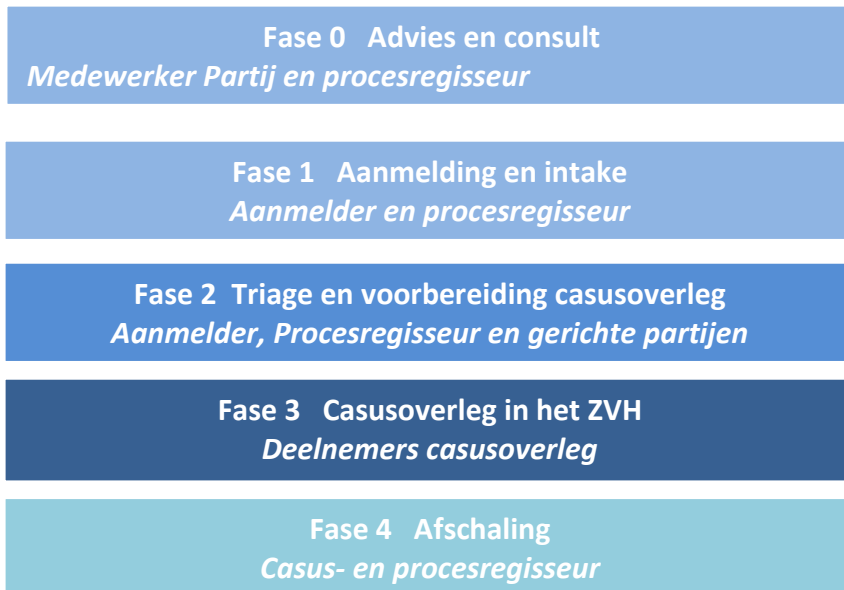 Fase 0 Advies en consult
Medewerker Partij en procesregisseur
Fase 1 Aanmelding en intake
Aanmelder en procesregisseur
Fase 2 Triage en voorbereiding casusoverleg
Aanmelder, Procesregisseur en gerichte partijen
Fase 3 Casusoverleg in het ZVH
Deelnemers casusoverleg
Fase 4 Afschaling
Casus- en procesregisseur